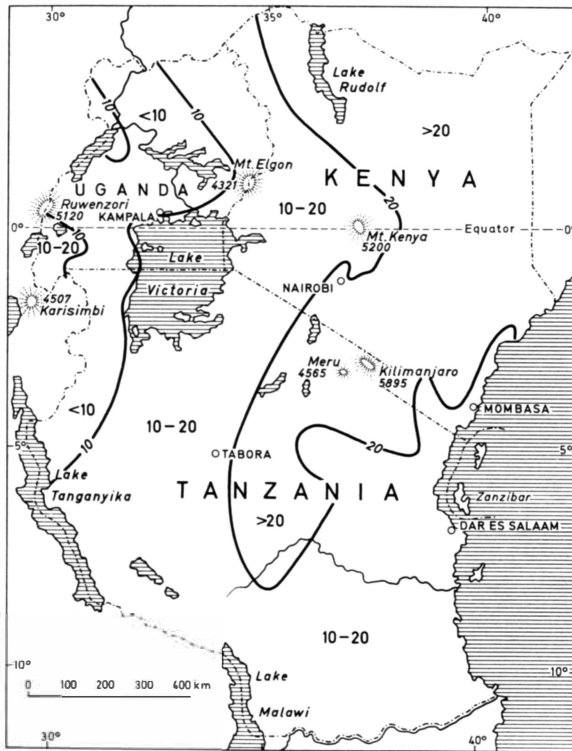 30° 35° 40°
10 10
<10
Lake
Rudolf
>20
Mt. Elgon
4321
UGANDA
KENYA
Ruwenzori
5120
KAMPALA
20
10-20
0° Equator 0°
10-20
10
Mt. Kenya
5200
Lake
Victoria
NAIROBI
4507
Karisimbi
Meru
4565
Kilimanjaro
5895
<10
10-20
MOMBASA
10
20
5° TABORA 5°
Lake
Tanganyika
TANZANIA
Zanzibar
>20
DAR ES SALAAM
10-20
10° 10°
Lake
0 100 200 300 400 km
Malawi
30° 40°